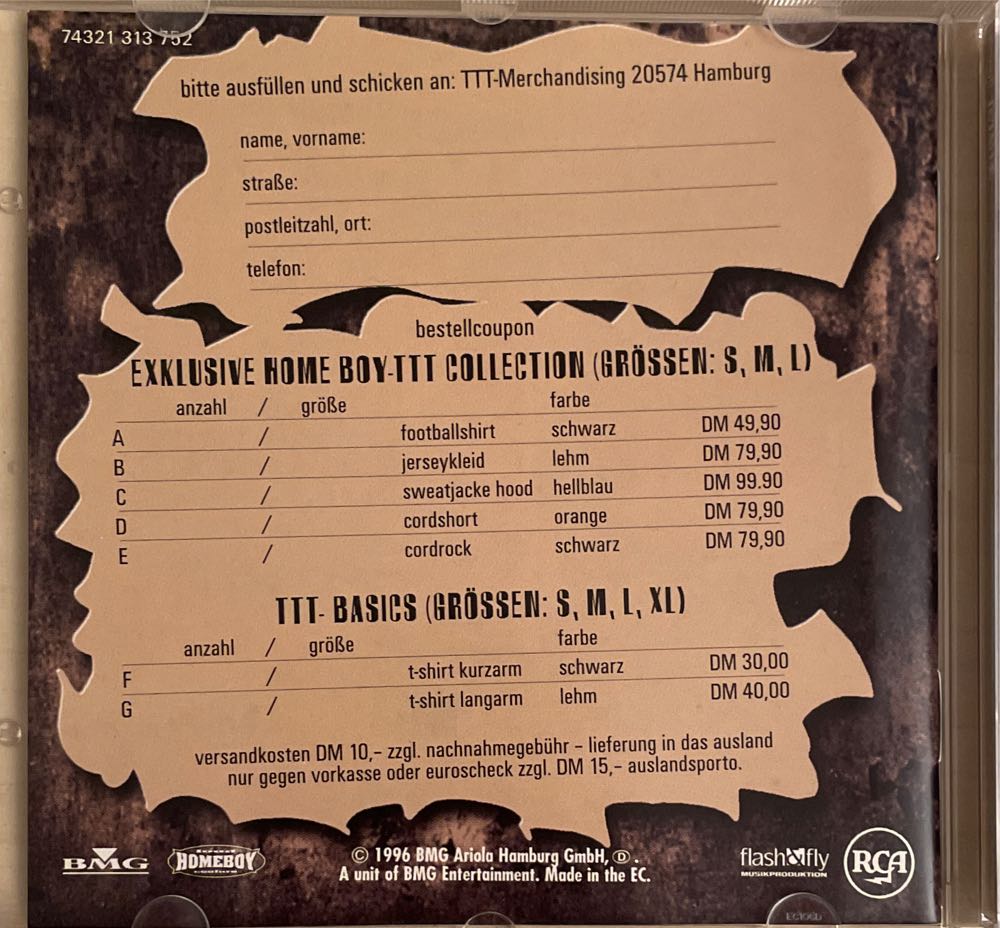 74321 313 752
bitte ausfüllen und schicken an: TTT-Merchandising 20574 Hamburg
name, vorname:
straße:
postleitzahl, ort:
telefon:
bestellcoupon
EXKLUSIVE HOME BOY-TTT COLLECTION (GRÖSSEN: S, M, L)
anzahl / größe farbe
A / footballshirt schwarz DM 49,90
B / jerseykleid lehm DM 79,90
C / sweatjacke hood hellblau DM 99.90
D / cordshort orange DM 79,90
E / cordrock schwarz DM 79,90
TTT- BASICS (GRÖSSEN: S, M, L, XL)
anzahl / größe farbe
F / t-shirt kurzarm schwarz DM 30,00
G / t-shirt langarm lehm DM 40,00
versandkosten DM 10,- zzgl. nachnahmegebühr - lieferung in das ausland
nur gegen vorkasse oder euroscheck zzgl. DM 15,- auslandsporto.
BMG HOMEBOY © 1996 BMG Ariola Hamburg GmbH, Ⓓ. flash&fly RCA
A unit of BMG Entertainment. Made in the EC. MUSIKPRODUKTION